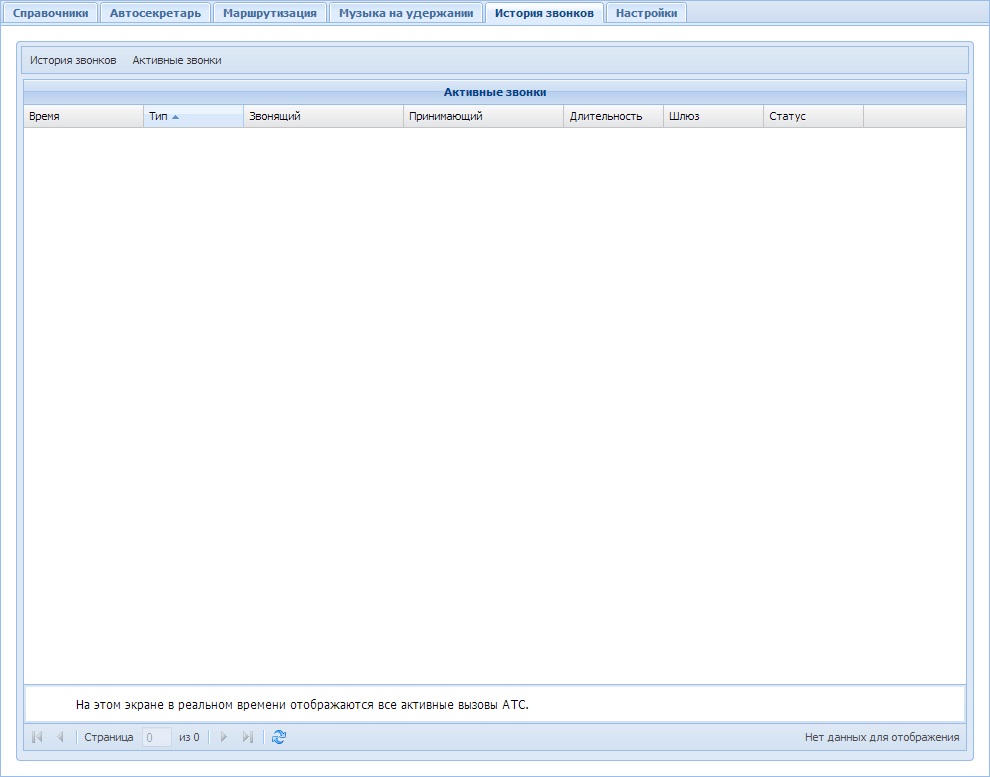 Справочники Автосекретарь Маршрутизация Музыка на удержании История звонков Настройки
История звонков Активные звонки
Активные звонки
Время Тип Звонящий Принимающий Длительность Шлюз Статус
На этом экране в реальном времени отображаются все активные вызовы АТС.
Страница 0 из 0 Нет данных для отображения